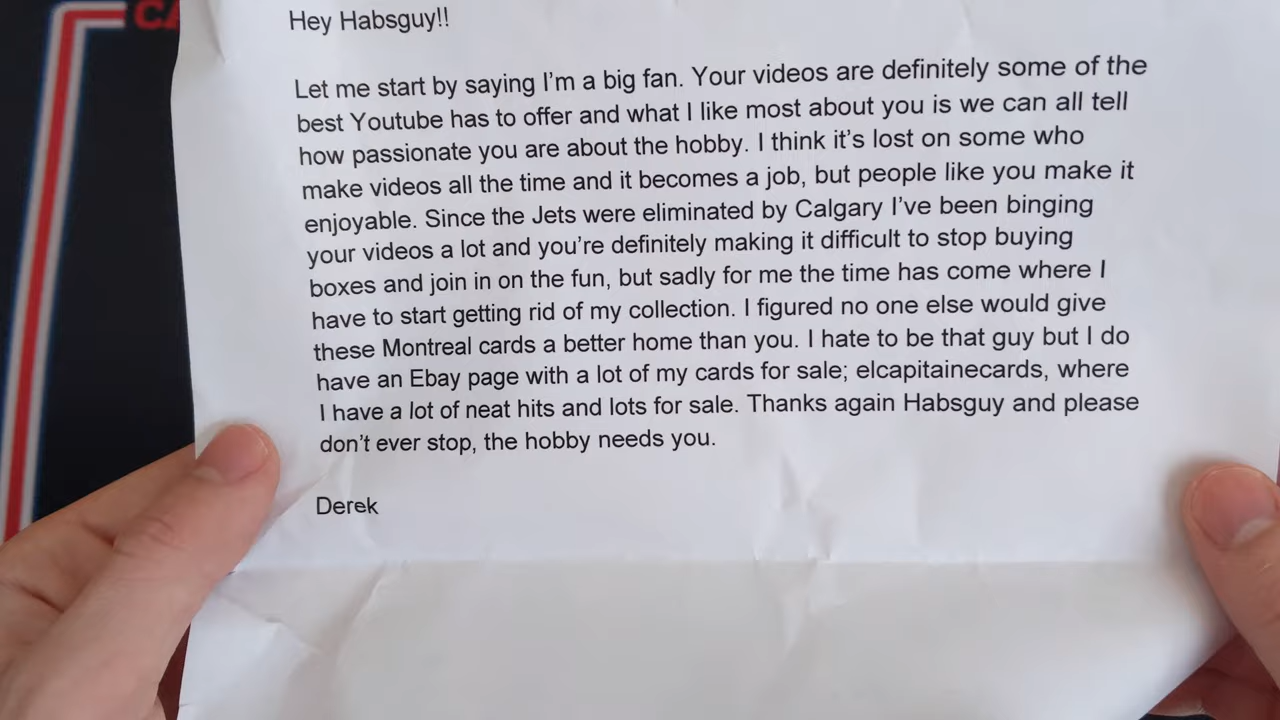 CA
Hey Habsguy!!
Let me start by saying I'm a big fan. Your videos are definitely some of the
best Youtube has to offer and what I like most about you is we can all tell
how passionate you are about the hobby. I think it's lost on some who
make videos all the time and it becomes a job, but people like you make it
enjoyable. Since the Jets were eliminated by Calgary I've been binging
your videos a lot and you're definitely making it difficult to stop buying
boxes and join in on the fun, but sadly for me the time has come where I
have to start getting rid of my collection. I figured no one else would give
these Montreal cards a better home than you. I hate to be that guy but I do
have an Ebay page with a lot of my cards for sale; elcapitainecards, where
I have a lot of neat hits and lots for sale. Thanks again Habsguy and please
don't ever stop, the hobby needs you.
Derek